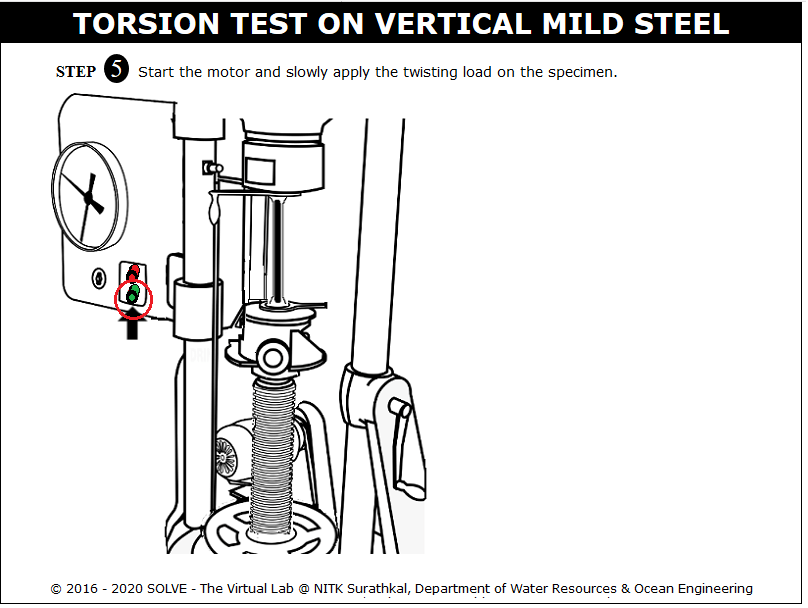 TORSION TEST ON VERTICAL MILD STEEL
STEP 5 Start the motor and slowly apply the twisting load on the specimen.
© 2016 - 2020 SOLVE - The Virtual Lab @ NITK Surathkal, Department of Water Resources & Ocean Engineering